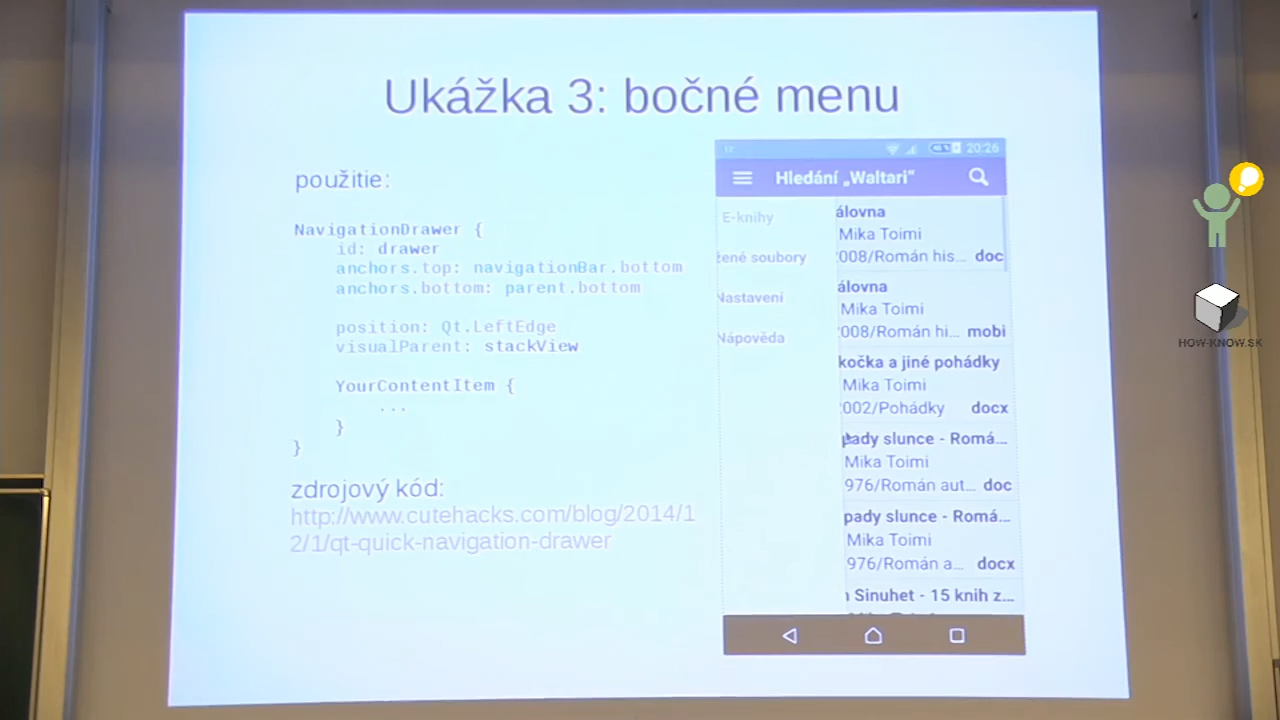 Ukážka 3: bočné menu
použitie:
NavigationDrawer {
id: drawer
anchors.top: navigationBar.bottom
anchors.bottom: parent.bottom
position: Qt.LeftEdge
visualParent: stackView
YourContentItem {
...
}
}
zdrojový kód:
http://www.cutehacks.com/blog/2014/1
2/1/qt-quick-navigation-drawer
20:26
Hledání „Waltari“
E-knihy
žené soubory
Nastavení
Nápověda
álovna
Mika Toimi
008/Román his... doc
álovna
Mika Toimi
008/Román hi... mobi
kočka a jiné pohádky
Mika Toimi
002/Pohádky docx
pady slunce - Romá...
Mika Toimi
976/Román aut... doc
pady slunce - Romá...
Mika Toimi
976/Román a... docx
Sinuhet - 15 knih z...
HOW-KNOW.SK